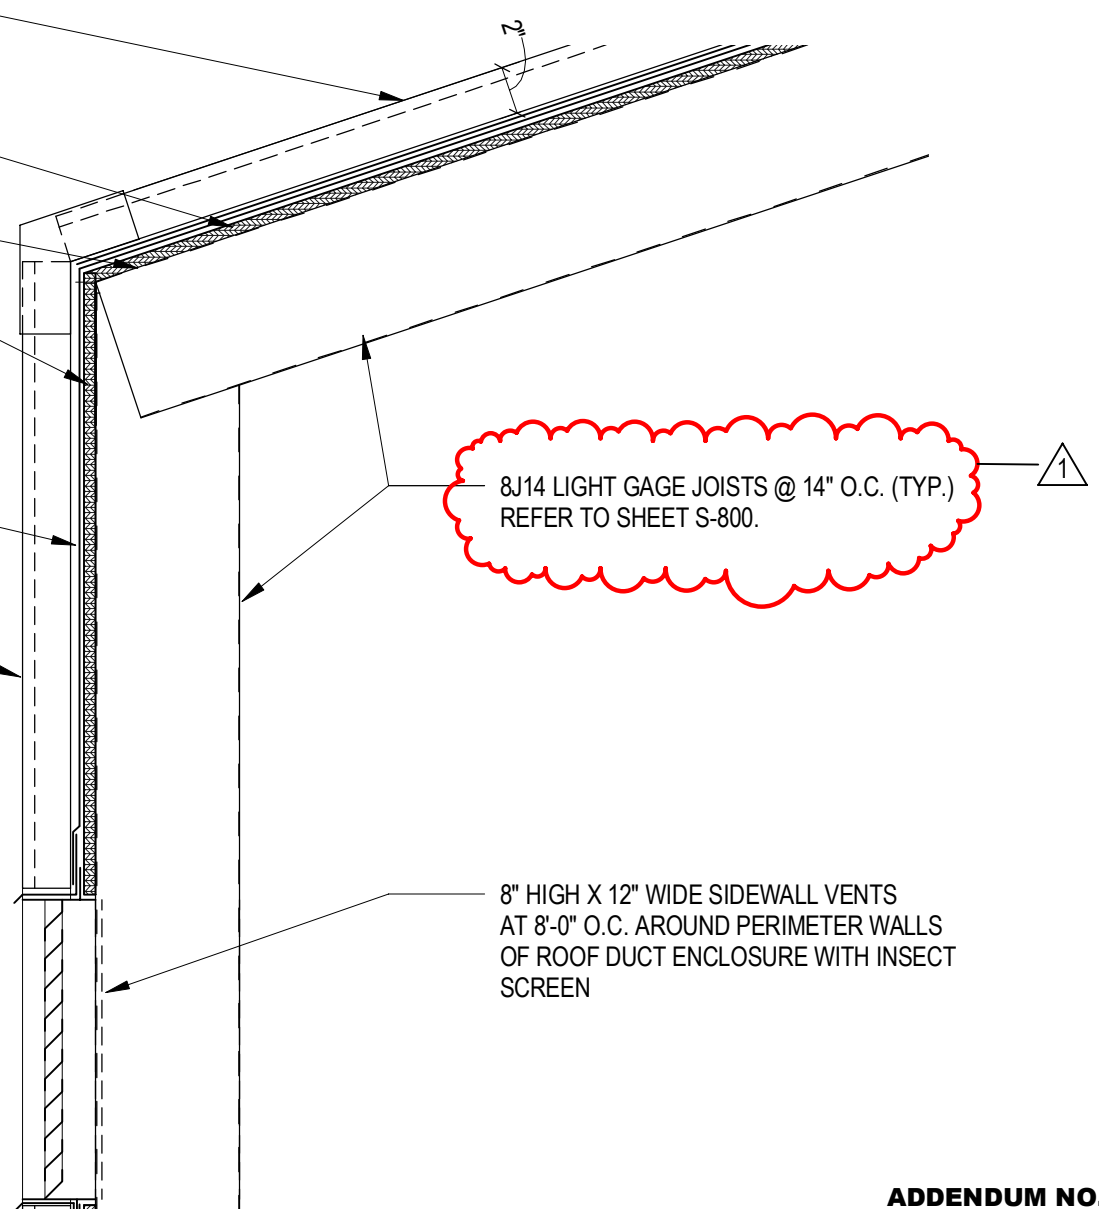 2"
8J14 LIGHT GAGE JOISTS @ 14" O.C. (TYP.)
REFER TO SHEET S-800.
1
8" HIGH X 12" WIDE SIDEWALL VENTS
AT 8'-0" O.C. AROUND PERIMETER WALLS
OF ROOF DUCT ENCLOSURE WITH INSECT
SCREEN
ADDENDUM NO.